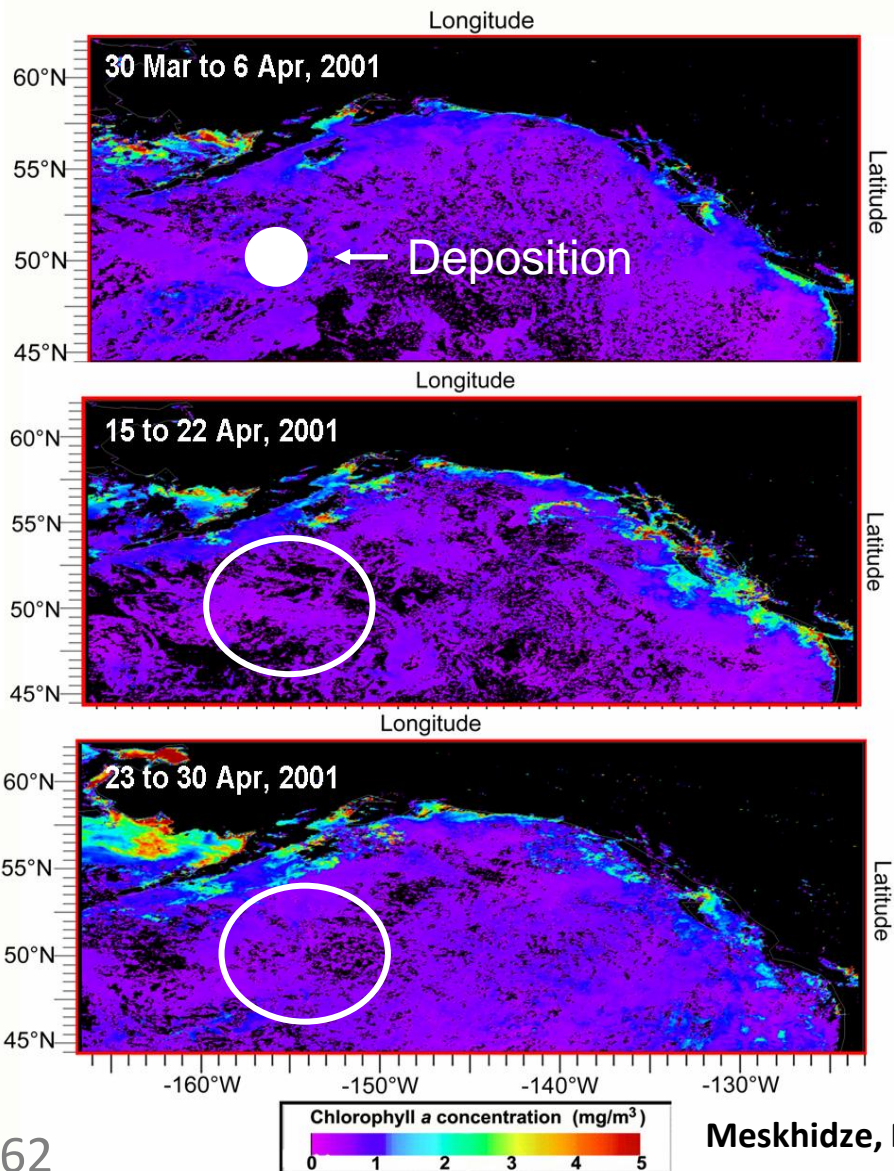 Longitude
30 Mar to 6 Apr, 2001
60°N
55°N
50°N
45°N
Deposition
Latitude
Longitude
15 to 22 Apr, 2001
60°N
55°N
50°N
45°N
Latitude
Longitude
23 to 30 Apr, 2001
60°N
55°N
50°N
45°N
Latitude
-160°W -150°W -140°W -130°W
Chlorophyll a concentration (mg/m³)
0 1 2 3 4 5
Meskhidze,
62